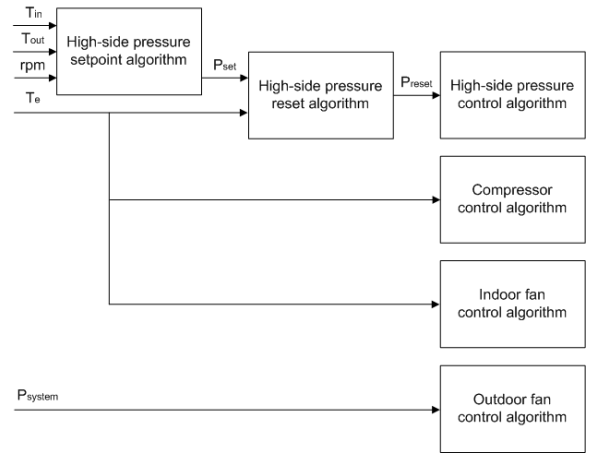 Tin
Tout
rpm
Te
High-side pressure
setpoint algorithm
Pset
High-side pressure
reset algorithm
Preset
High-side pressure
control algorithm
Compressor
control algorithm
Indoor fan
control algorithm
Psystem
Outdoor fan
control algorithm